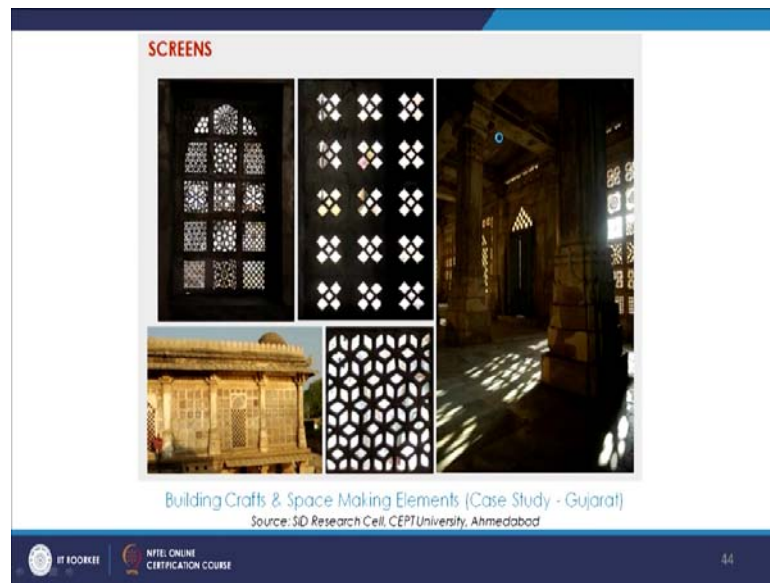 SCREENS
Building Crafts & Space Making Elements (Case Study - Gujarat)
Source: SiD Research Cell, CEPT University, Ahmedabad
IIT ROORKEE
NPTEL ONLINE
CERTIFICATION COURSE
44